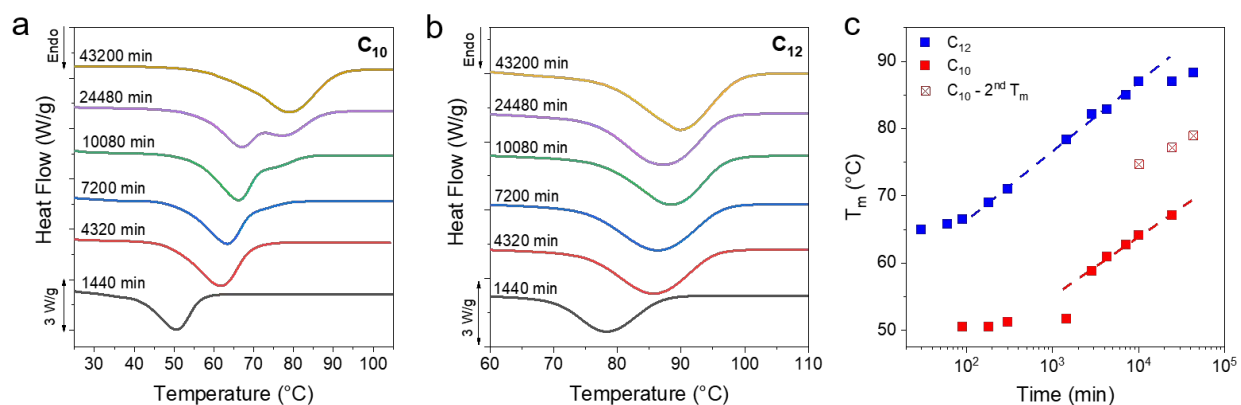 a
Endo
C₁₀
43200 min
24480 min
10080 min
7200 min
4320 min
1440 min
3 W/g
Heat Flow (W/g)
30 40 50 60 70 80 90 100
Temperature (°C)
b
Endo
C₁₂
43200 min
24480 min
10080 min
7200 min
4320 min
1440 min
3 W/g
Heat Flow (W/g)
60 70 80 90 100 110
Temperature (°C)
c
C₁₂
C₁₀
C₁₀ - 2ⁿᵈ Tₘ
90
80
70
60
50
Tₘ (°C)
10² 10³ 10⁴ 10⁵
Time (min)